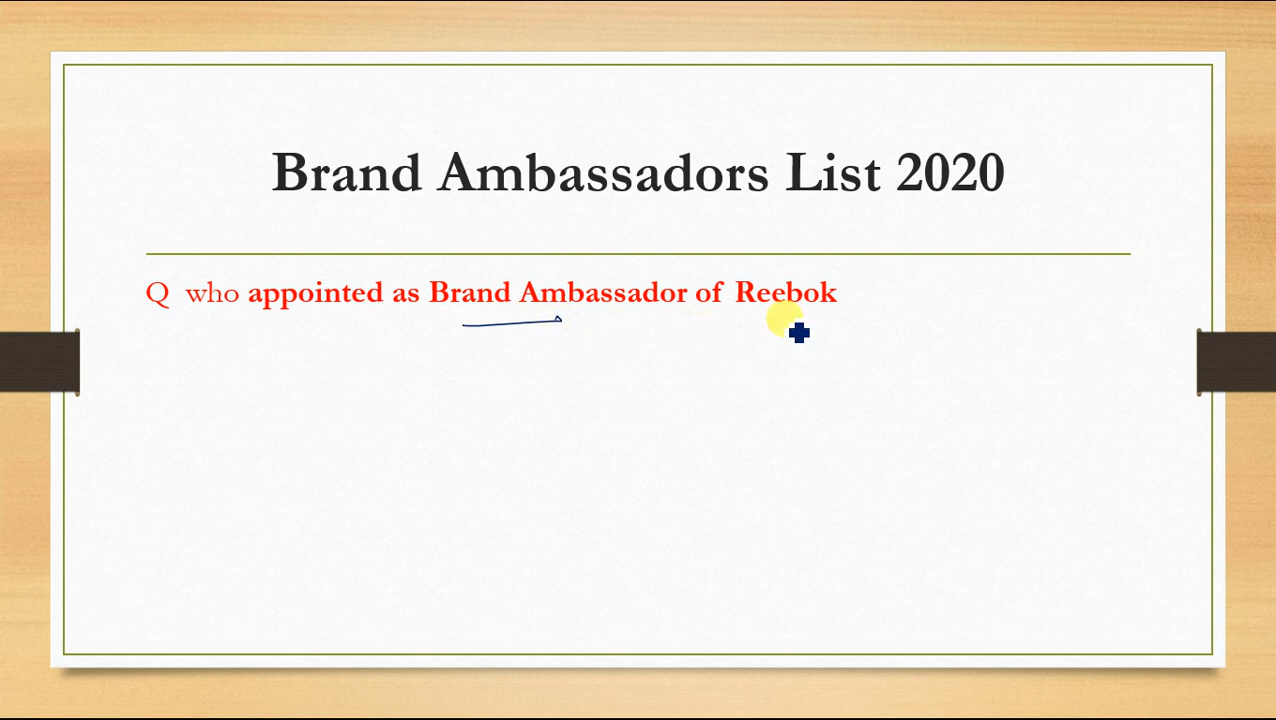 Brand Ambassadors List 2020
Q who appointed as Brand Ambassador of Reebok